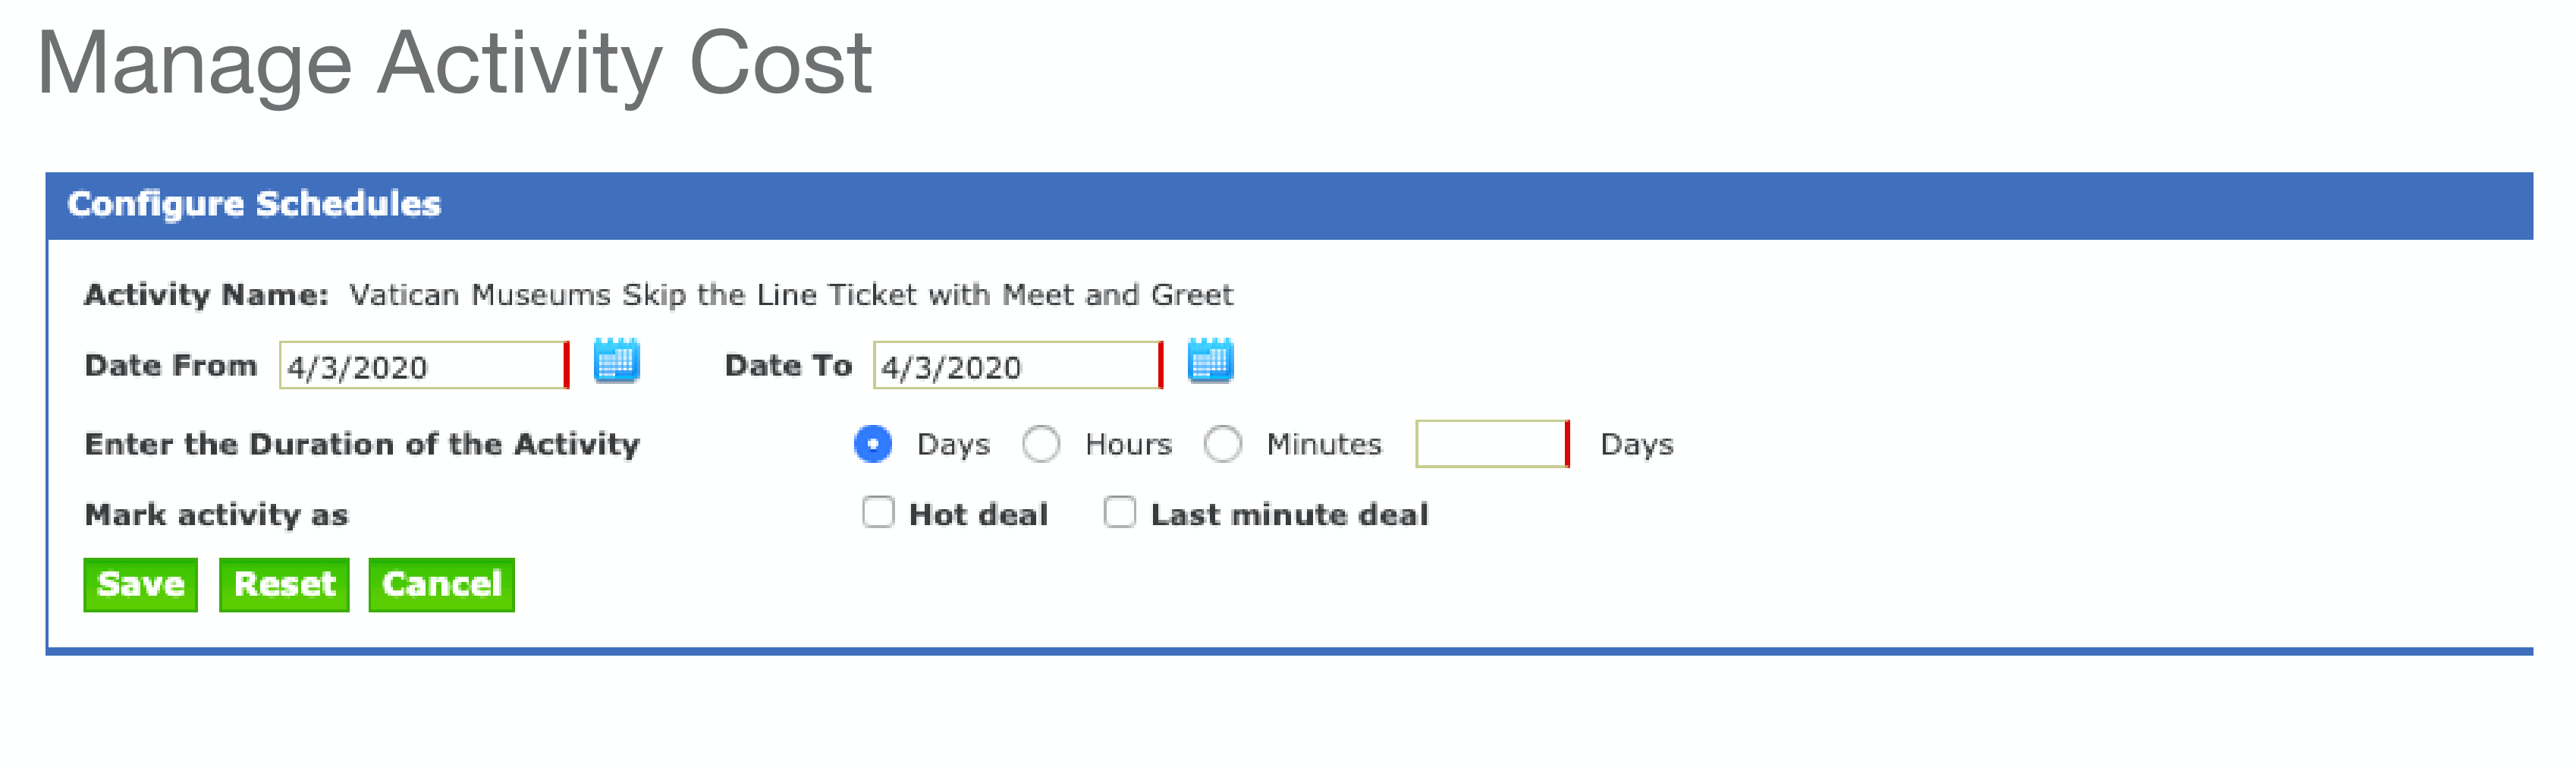 Manage Activity Cost
Configure Schedules
Activity Name: Vatican Museums Skip the Line Ticket with Meet and Greet
Date From 4/3/2020 Date To 4/3/2020
Enter the Duration of the Activity Days Hours Minutes Days
Mark activity as Hot deal Last minute deal
Save Reset Cancel